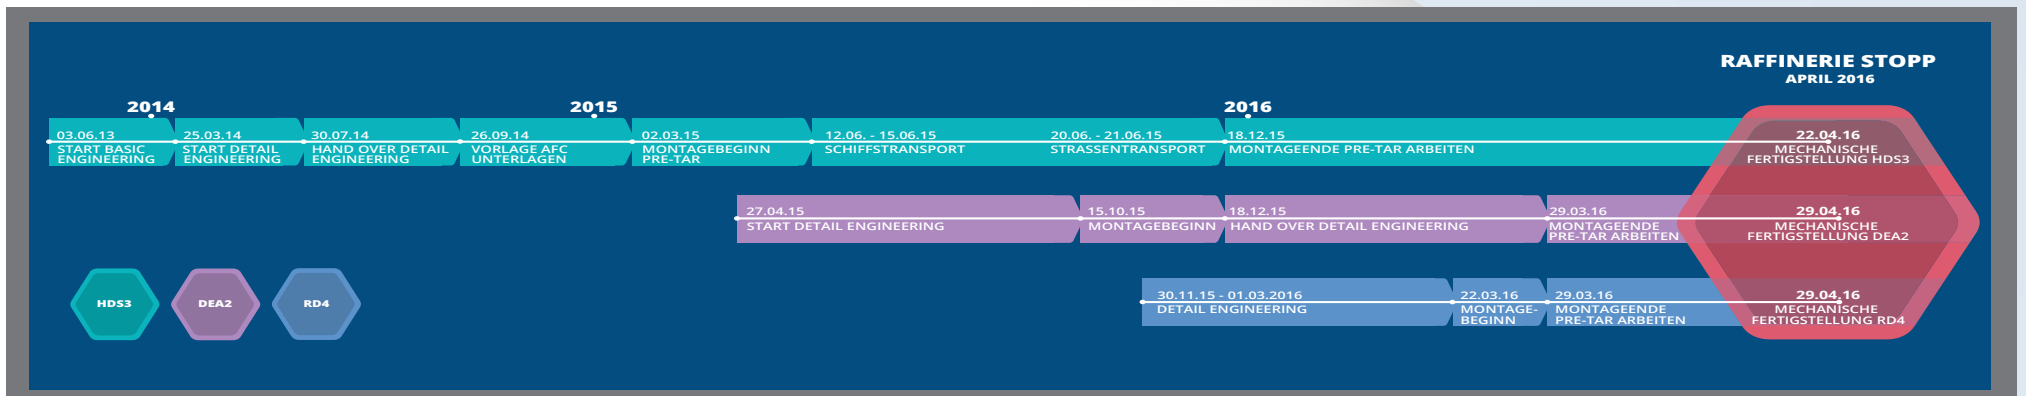 RAFFINERIE STOPP
APRIL 2016
2014
2015
2016
03.06.13
START BASIC
ENGINEERING
25.03.14
START DETAIL
ENGINEERING
30.07.14
HAND OVER DETAIL
ENGINEERING
26.09.14
VORLAGE AFC
UNTERLAGEN
02.03.15
MONTAGEBEGINN
PRE-TAR
12.06. - 15.06.15
SCHIFFSTRANSPORT
20.06. - 21.06.15
STRASSENTRANSPORT
18.12.15
MONTAGEENDE PRE-TAR ARBEITEN
22.04.16
MECHANISCHE
FERTIGSTELLUNG HDS3
27.04.15
START DETAIL ENGINEERING
15.10.15
MONTAGEBEGINN
18.12.15
HAND OVER DETAIL ENGINEERING
29.03.16
MONTAGEENDE
PRE-TAR ARBEITEN
29.04.16
MECHANISCHE
FERTIGSTELLUNG DEA2
30.11.15 - 01.03.2016
DETAIL ENGINEERING
22.03.16
MONTAGE-
BEGINN
29.03.16
MONTAGEENDE
PRE-TAR ARBEITEN
29.04.16
MECHANISCHE
FERTIGSTELLUNG RD4
HDS3
DEA2
RD4